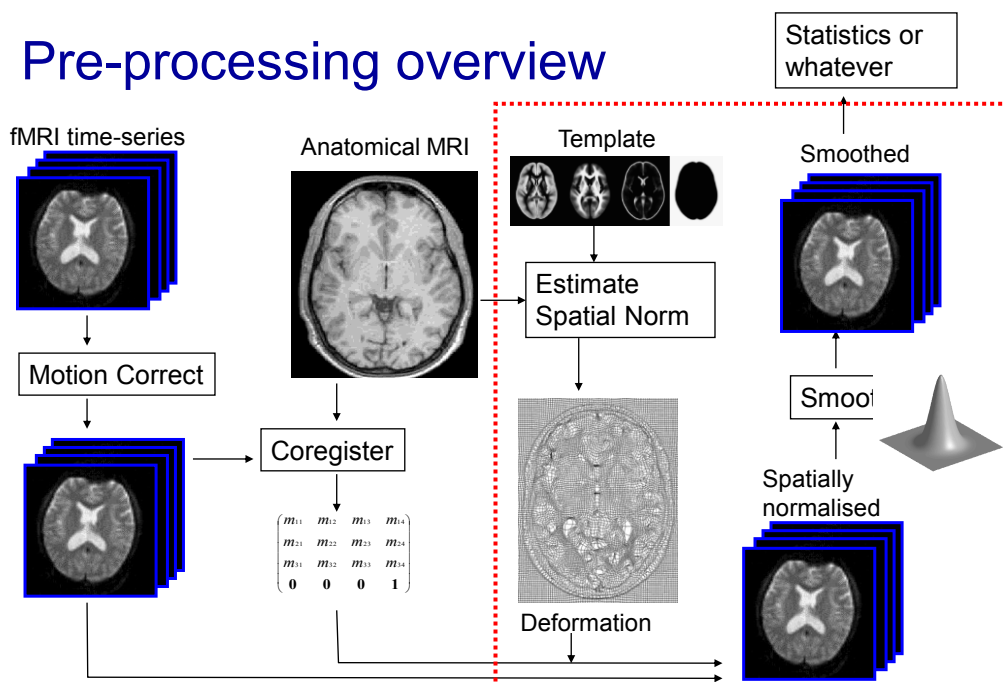 Pre-processing overview
Statistics or
whatever
fMRI time-series
Anatomical MRI
Template
Smoothed
Estimate
Spatial Norm
Motion Correct
Smoot
Coregister
Spatially
normalised
m11 m12 m13 m14
m21 m22 m23 m24
m31 m32 m33 m34
0 0 0 1
Deformation